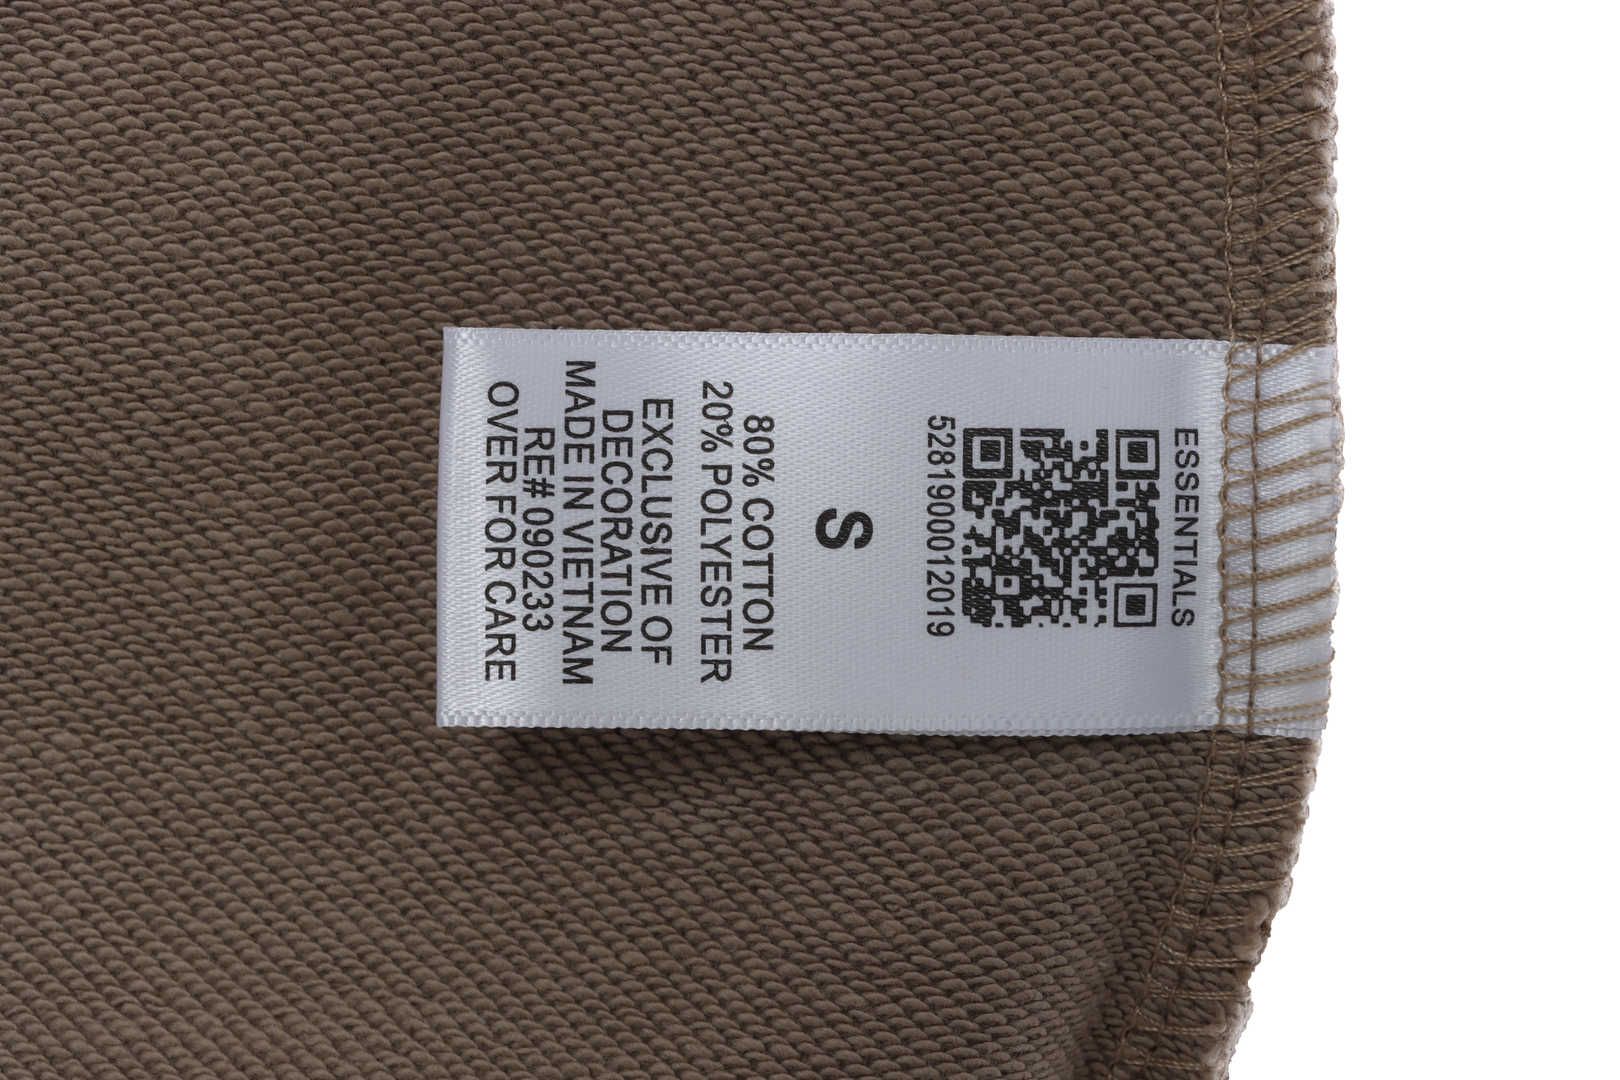 ESSENTIALS
5281900012019
S
80% COTTON
20% POLYESTER
EXCLUSIVE OF
DECORATION
MADE IN VIETNAM
RE# 090233
OVER FOR CARE